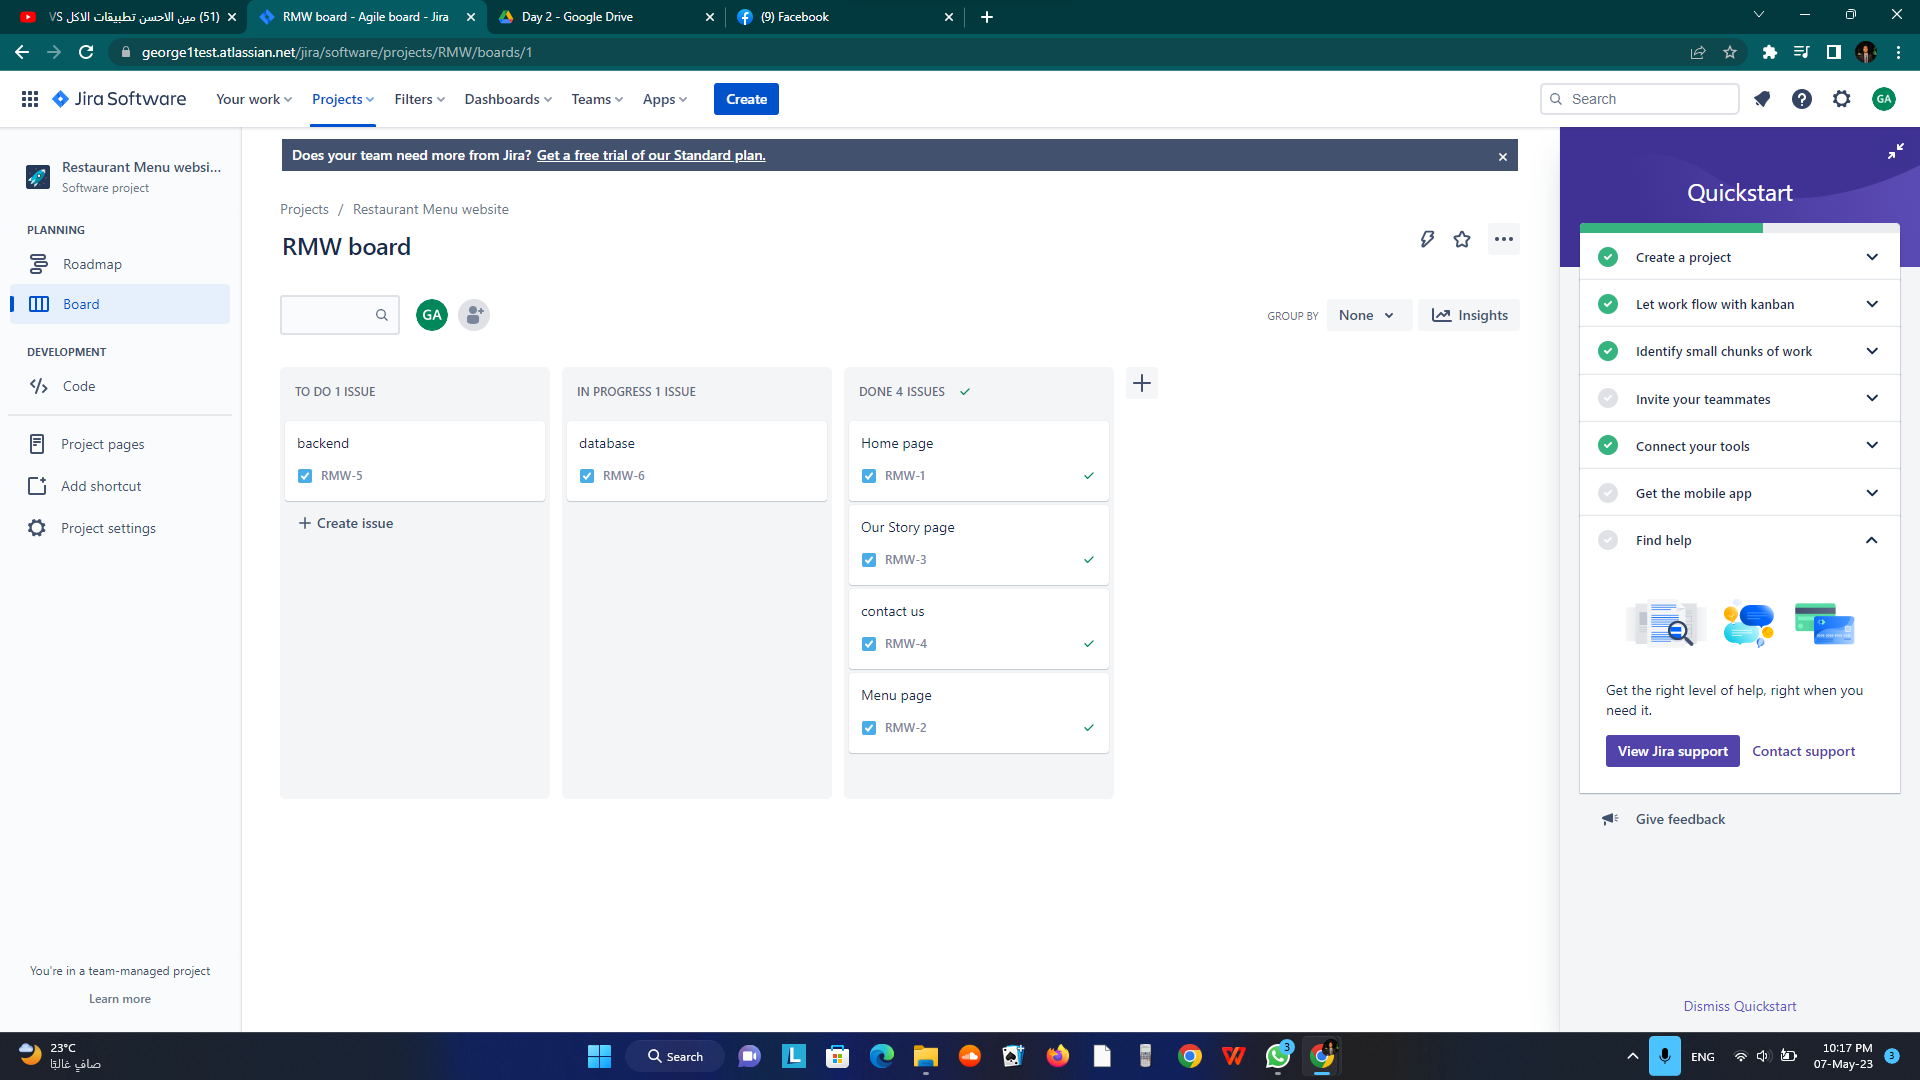 (51) مين الاحسن تطبيقات الاكل VS
RMW board - Agile board - Jira
Day 2 - Google Drive
(9) Facebook
george1test.atlassian.net/jira/software/projects/RMW/boards/1
Jira Software
Your work
Projects
Filters
Dashboards
Teams
Apps
Create
Search
GA
Restaurant Menu websi...
Software project
PLANNING
Roadmap
Board
DEVELOPMENT
Code
Project pages
Add shortcut
Project settings
You're in a team-managed project
Learn more
Does your team need more from Jira? Get a free trial of our Standard plan.
Projects / Restaurant Menu website
RMW board
GA
GROUP BY
None
Insights
TO DO 1 ISSUE
backend
RMW-5
Create issue
IN PROGRESS 1 ISSUE
database
RMW-6
DONE 4 ISSUES
Home page
RMW-1
Our Story page
RMW-3
contact us
RMW-4
Menu page
RMW-2
Quickstart
Create a project
Let work flow with kanban
Identify small chunks of work
Invite your teammates
Connect your tools
Get the mobile app
Find help
Get the right level of help, right when you
need it.
View Jira support
Contact support
Give feedback
Dismiss Quickstart
23°C
صافٍ غالبًا
Search
L
W
3
ENG
10:17 PM
07-May-23
3